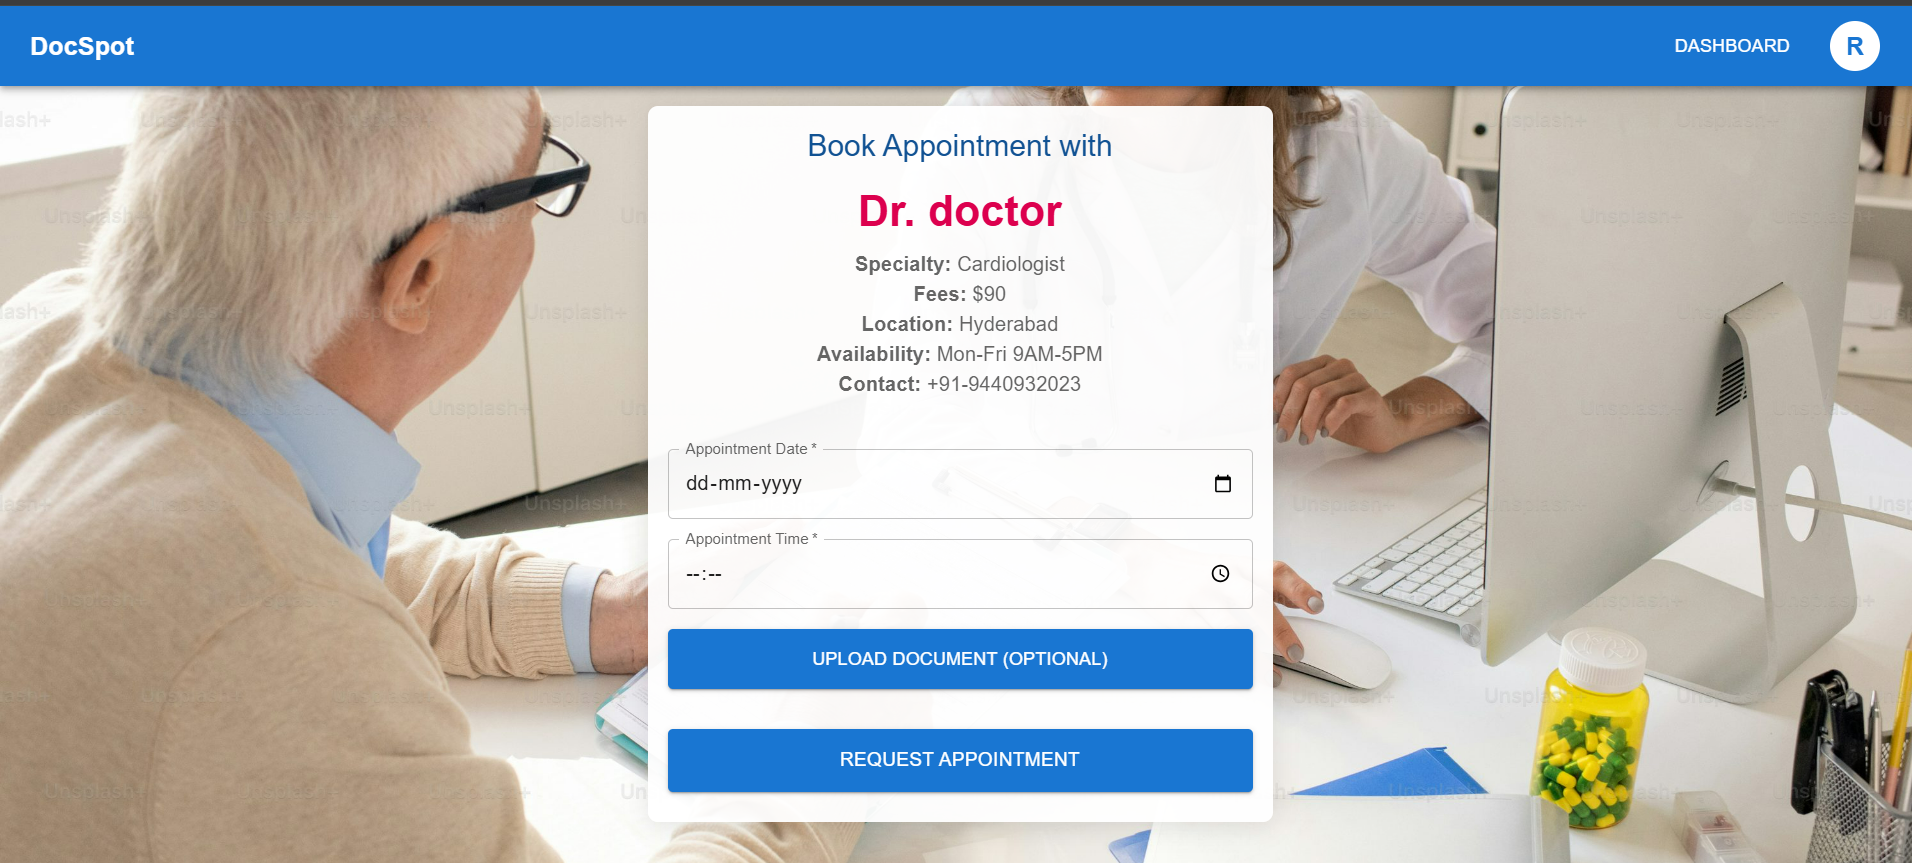 DocSpot
DASHBOARD
R
Book Appointment with
Dr. doctor
Specialty: Cardiologist
Fees: $90
Location: Hyderabad
Availability: Mon-Fri 9AM-5PM
Contact: +91-9440932023
Appointment Date *
dd-mm-yyyy
Appointment Time *
--:--
UPLOAD DOCUMENT (OPTIONAL)
REQUEST APPOINTMENT
Unsplash+